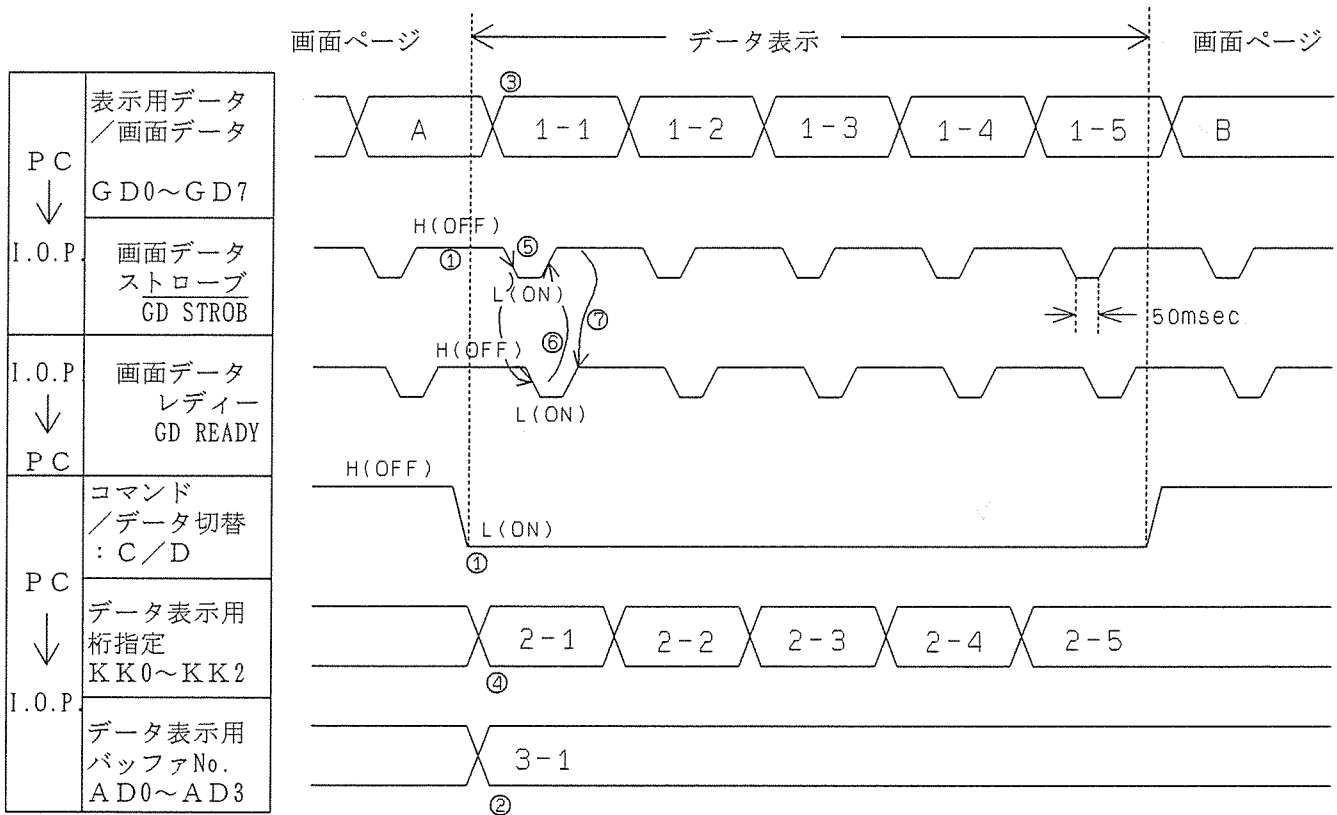 画面ページ データ表示 画面ページ
表示用データ
／画面データ
GD0～GD7
PC
I.O.P.
③
A 1-1 1-2 1-3 1-4 1-5 B
画面データ
ストローブ
GD STROB
H(OFF)
①
⑤
L(ON)
⑥
⑦
50msec
I.O.P
PC
画面データ
レディー
GD READY
H(OFF)
L(ON)
コマンド
／データ切替
：C／D
H(OFF)
L(ON)
①
PC
I.O.P.
データ表示用
桁指定
KK0～KK2
2-1 2-2 2-3 2-4 2-5
④
データ表示用
バッファNo.
AD0～AD3
3-1
②